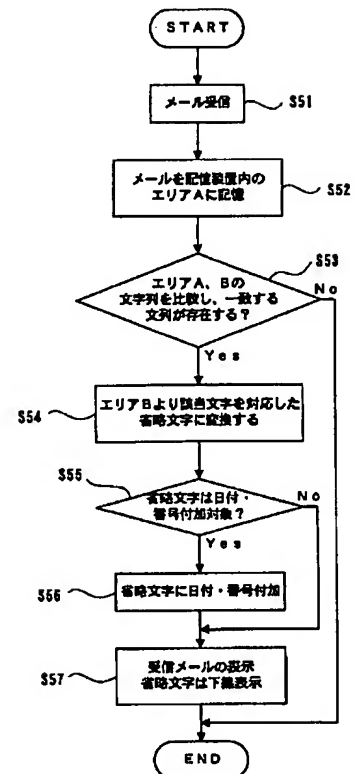 START
メール受信
S51
メールを記憶装置内の
エリアAに記憶
S52
S53
エリアA、Bの
文字列を比較し、一致する
文列が存在する?
No
Yes
S54
エリアBより該当文字を対応した
省略文字に変換する
S55
省略文字は日付・
番号付加対象?
No
Yes
S56
省略文字に日付・番号付加
S57
受信メールの表示
省略文字は下線表示
END